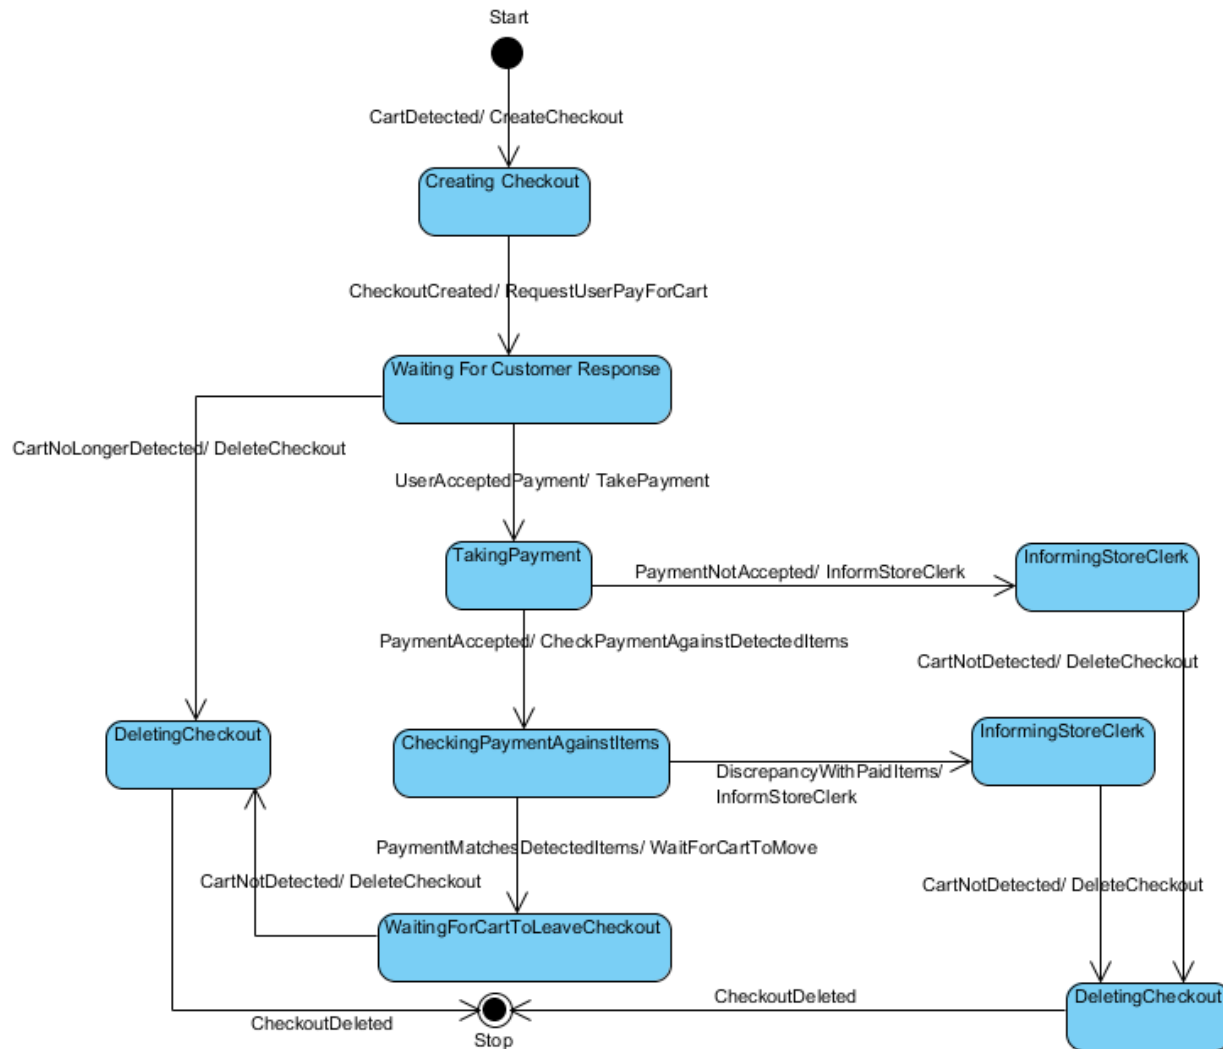 Start
CartDetected/ CreateCheckout
Creating Checkout
CheckoutCreated/ RequestUserPayForCart
Waiting For Customer Response
CartNoLongerDetected/ DeleteCheckout
UserAcceptedPayment/ TakePayment
TakingPayment
PaymentNotAccepted/ InformStoreClerk
InformingStoreClerk
PaymentAccepted/ CheckPaymentAgainstDetectedItems
CartNotDetected/ DeleteCheckout
DeletingCheckout
CheckingPaymentAgainstItems
InformingStoreClerk
DiscrepancyWithPaidItems/
InformStoreClerk
PaymentMatchesDetectedItems/ WaitForCartToMove
CartNotDetected/ DeleteCheckout
CartNotDetected/ DeleteCheckout
WaitingForCartToLeaveCheckout
CheckoutDeleted
CheckoutDeleted
DeletingCheckout
Stop